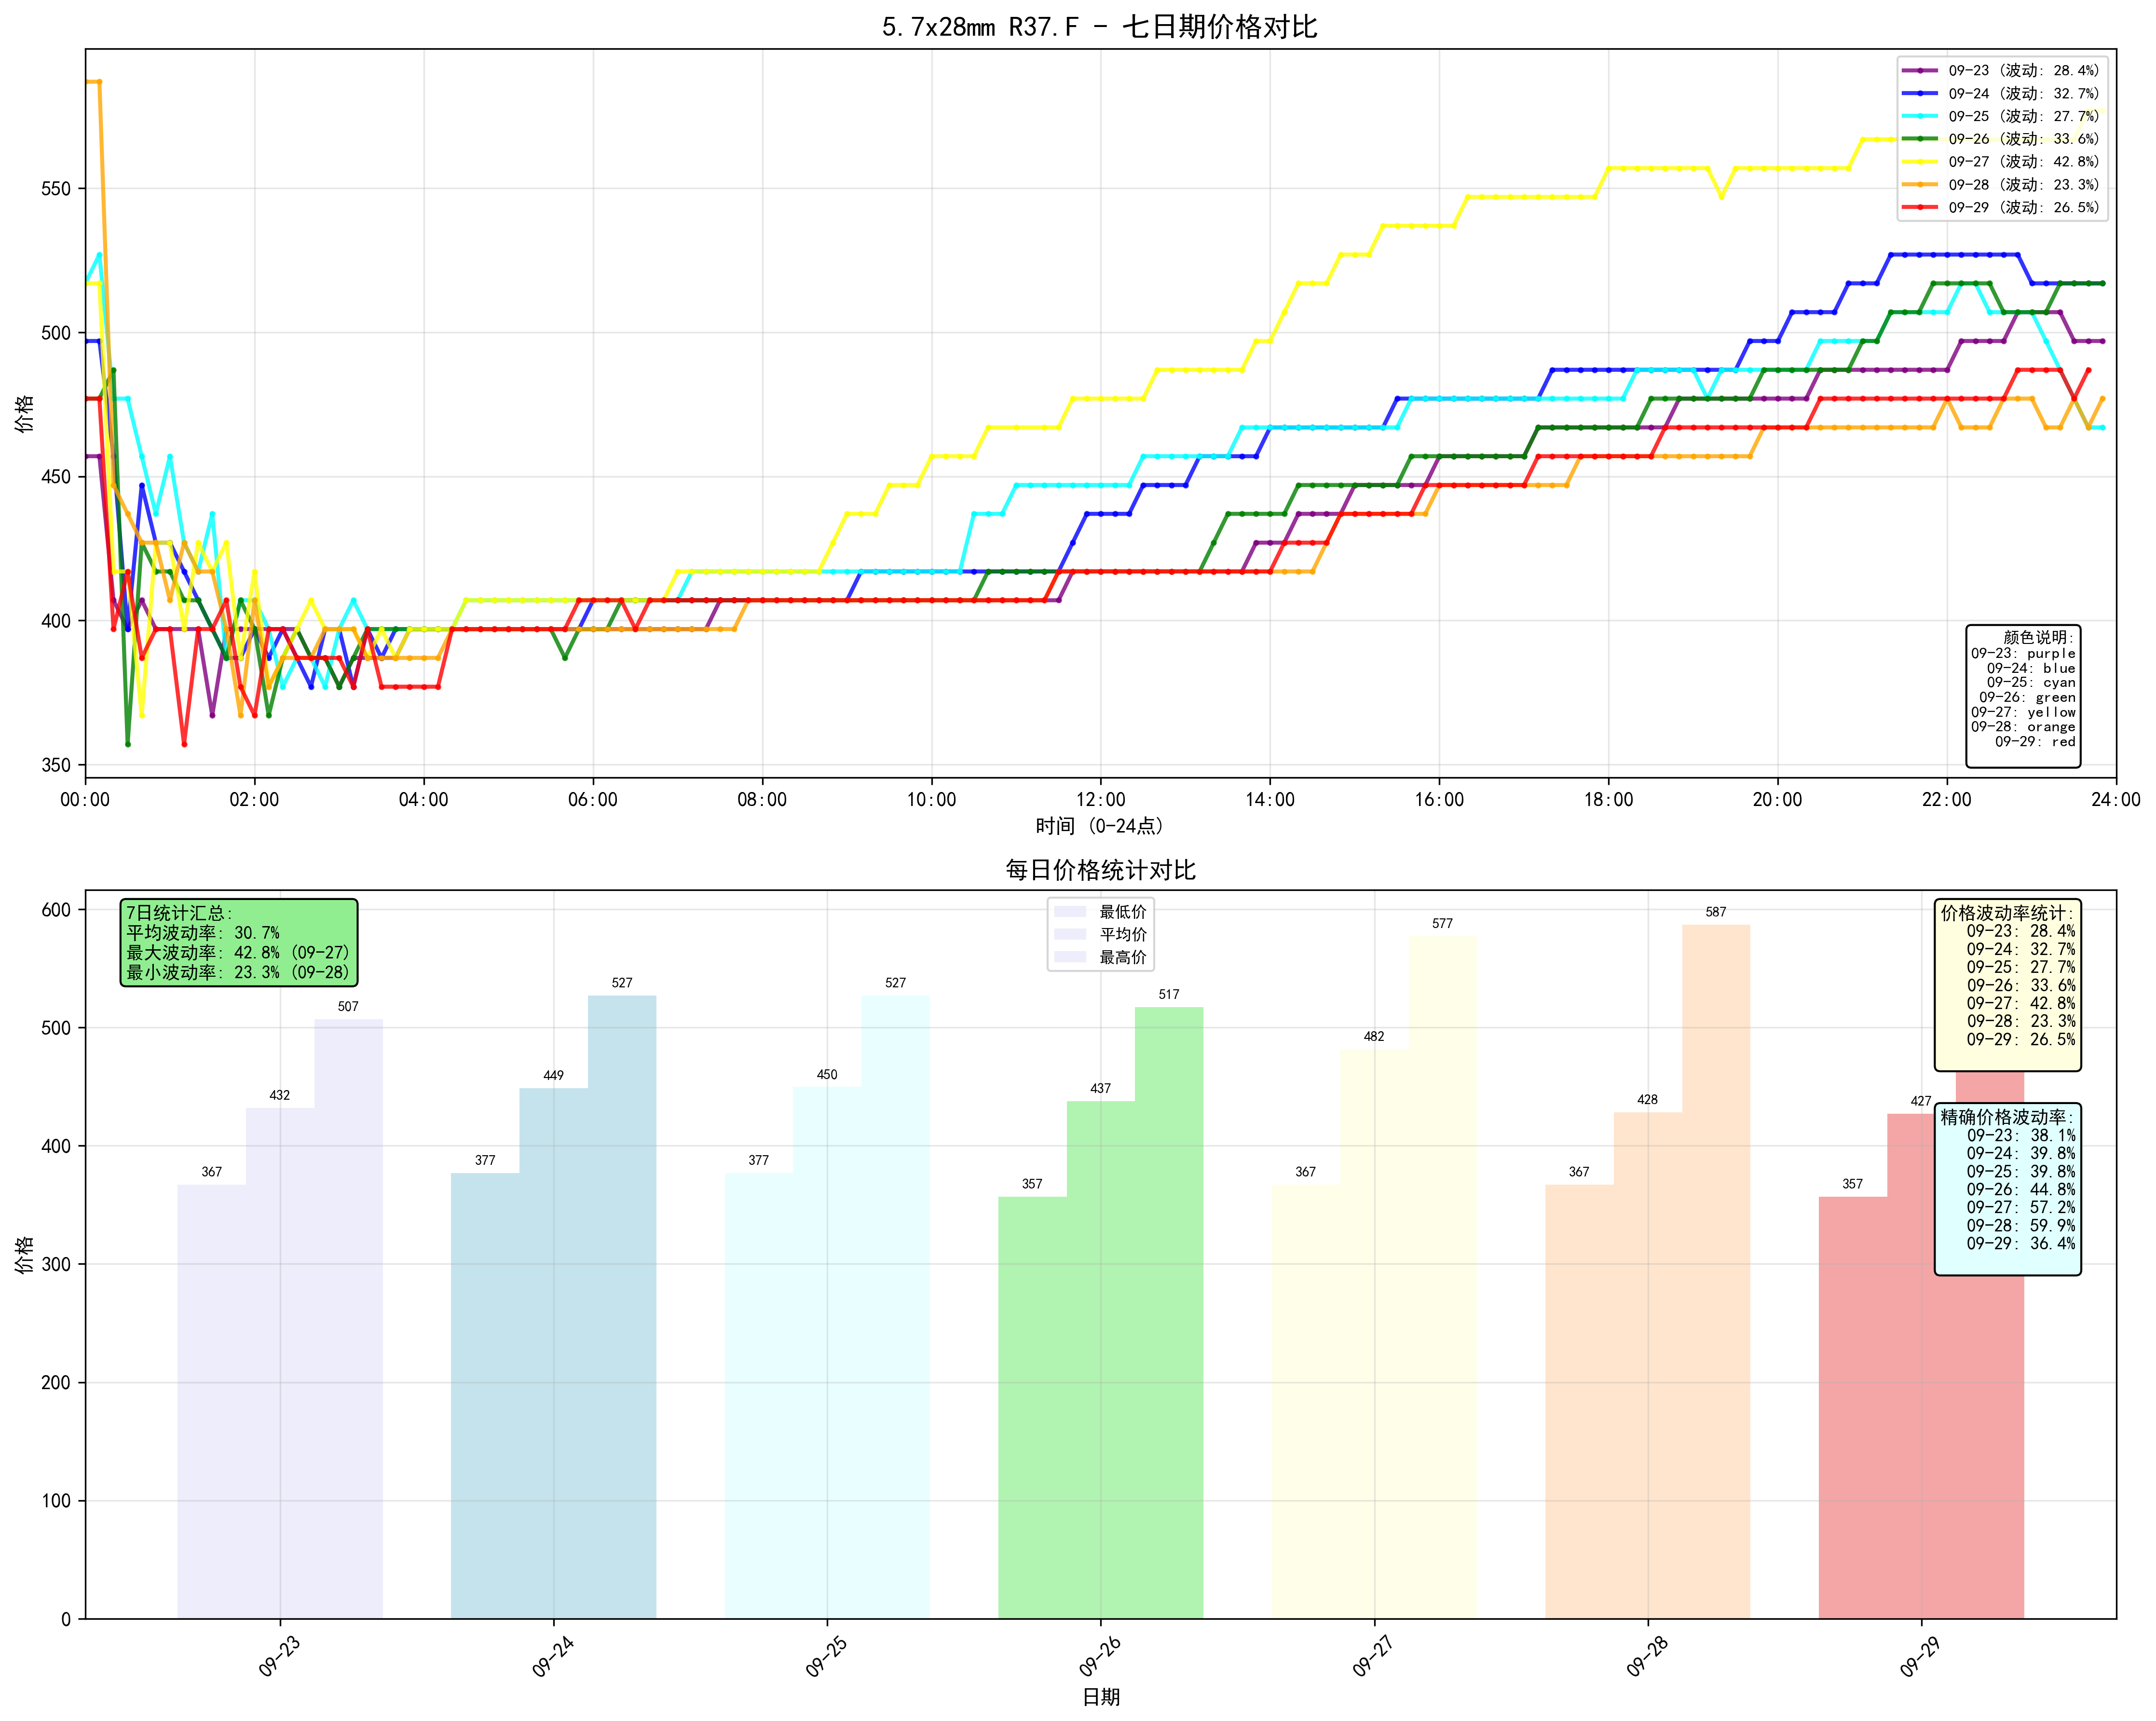 5.7x28mm R37.F - 七日期价格对比
价格
550
500
450
400
350
09-23 (波动: 28.4%)
09-24 (波动: 32.7%)
09-25 (波动: 27.7%)
09-26 (波动: 33.6%)
09-27 (波动: 42.8%)
09-28 (波动: 23.3%)
09-29 (波动: 26.5%)
颜色说明:
09-23: purple
09-24: blue
09-25: cyan
09-26: green
09-27: yellow
09-28: orange
09-29: red
00:00 02:00 04:00 06:00 08:00 10:00 12:00 14:00 16:00 18:00 20:00 22:00 24:00
时间 (0-24点)
每日价格统计对比
价格
600
500
400
300
200
100
0
7日统计汇总:
平均波动率: 30.7%
最大波动率: 42.8% (09-27)
最小波动率: 23.3% (09-28)
最低价
平均价
最高价
价格波动率统计:
09-23: 28.4%
09-24: 32.7%
09-25: 27.7%
09-26: 33.6%
09-27: 42.8%
09-28: 23.3%
09-29: 26.5%
精确价格波动率:
09-23: 38.1%
09-24: 39.8%
09-25: 39.8%
09-26: 44.8%
09-27: 57.2%
09-28: 59.9%
09-29: 36.4%
367 432 507
377 449 527
377 450 527
357 437 517
367 482 577
367 428 587
357 427
09-23 09-24 09-25 09-26 09-27 09-28 09-29
日期